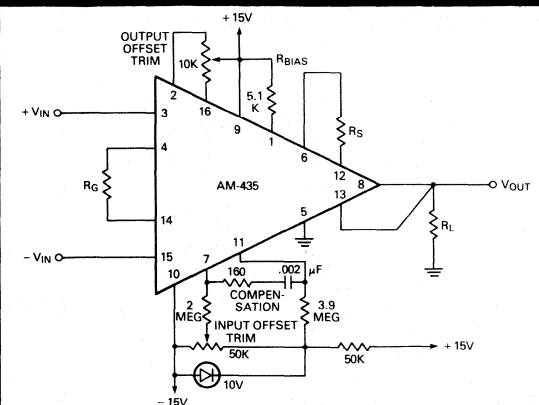 + 15V
OUTPUT
OFFSET
TRIM
10K
RBIAS
5.1
K
2
16
9
1
6
RS
+ VIN
3
4
12
8
VOUT
RG
AM-435
13
14
5
RL
- VIN
15
10
7
11
160
.002 µF
COMPEN-
SATION
2
MEG
3.9
MEG
INPUT OFFSET
TRIM
50K
50K
+ 15V
10V
- 15V